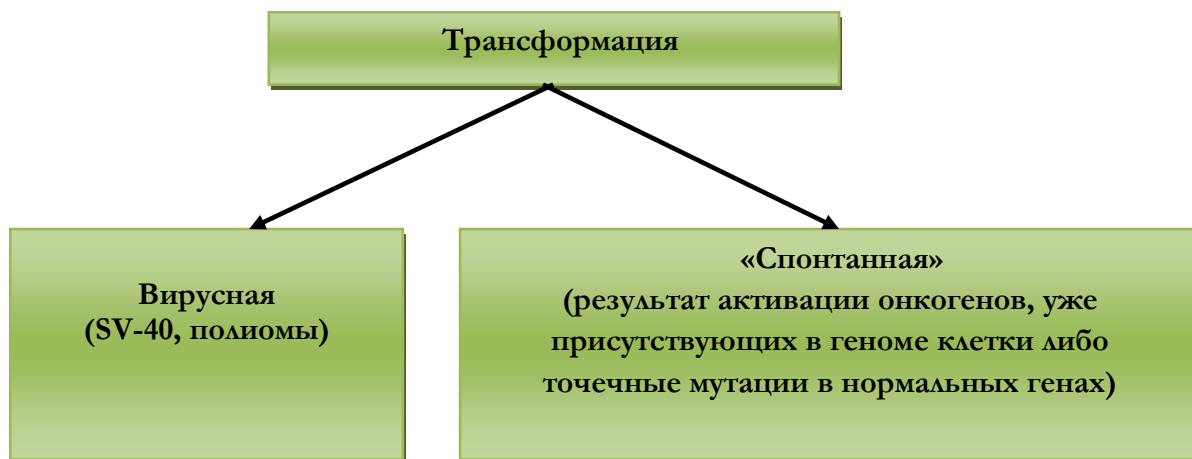 Трансформация
Вирусная
(SV-40, полиомы)
«Спонтанная»
(результат активации онкогенов, уже
присутствующих в геноме клетки либо
точечные мутации в нормальных генах)